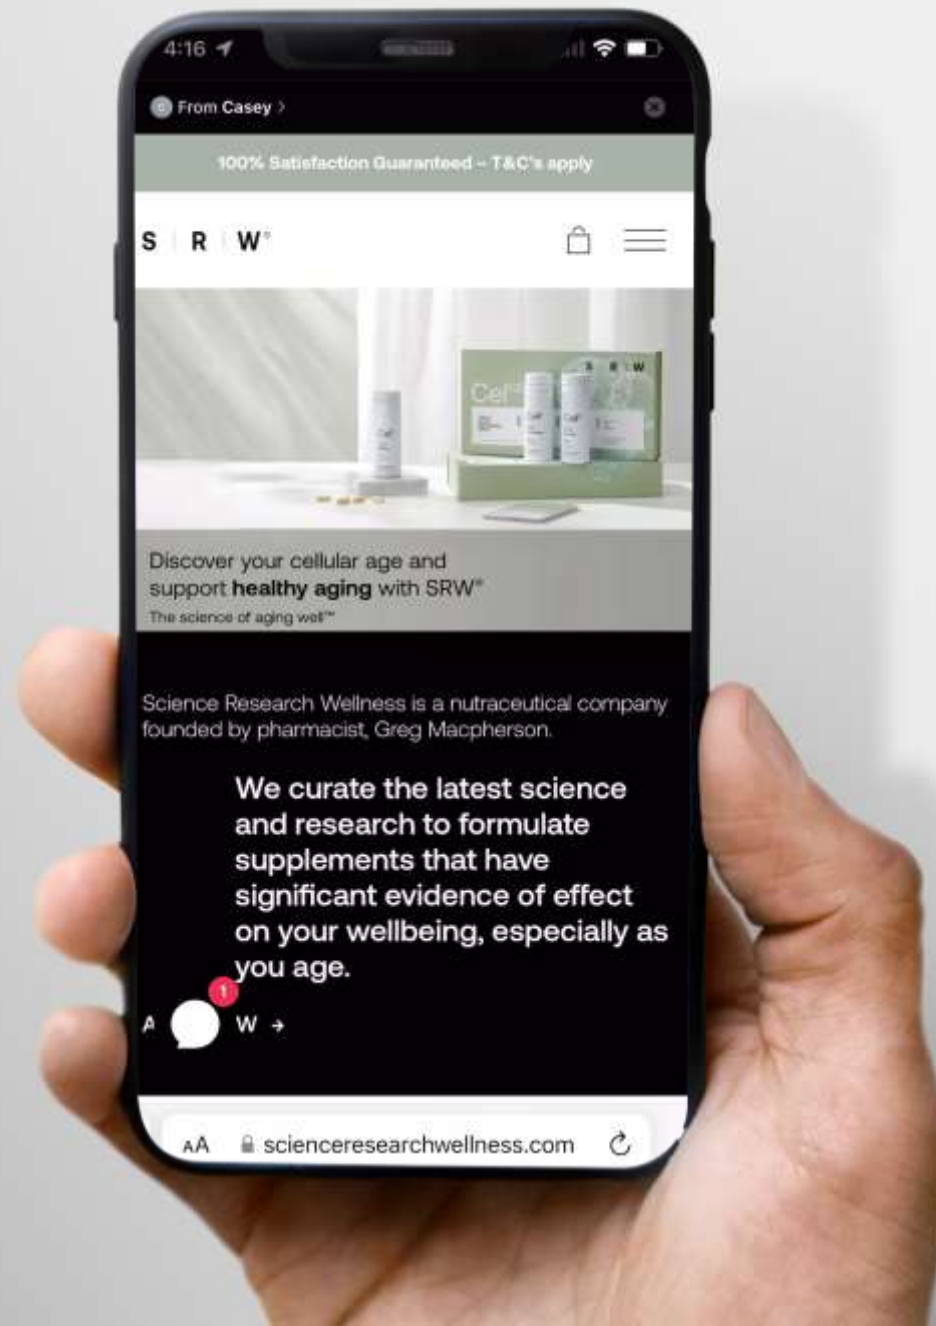 4:16
From Casey >
100% Satisfaction Guaranteed – T&C's apply
S | R | W®
S R W
Cel
Discover your cellular age and
support healthy aging with SRW®
The science of aging well™
Science Research Wellness is a nutraceutical company
founded by pharmacist, Greg Macpherson.
We curate the latest science
and research to formulate
supplements that have
significant evidence of effect
on your wellbeing, especially as
you age.
1
A W →
AA scienceresearchwellness.com